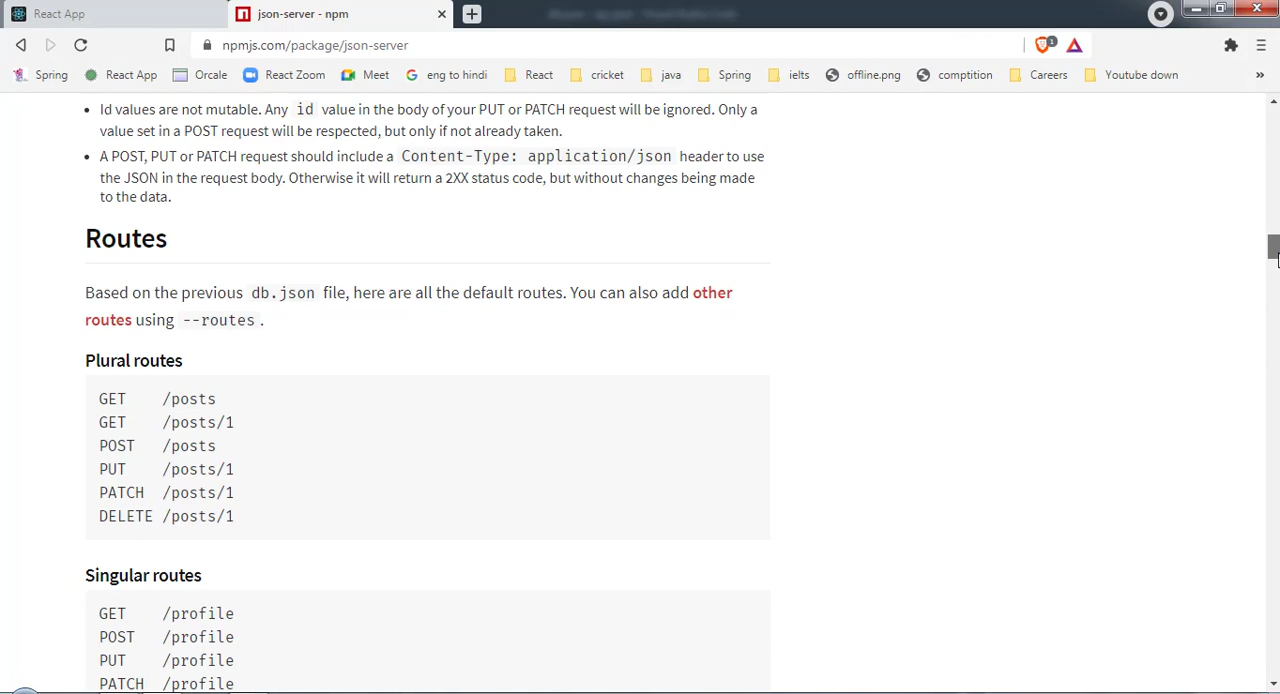 React App
json-server - npm
npmjs.com/package/json-server
1
Spring React App Orcale React Zoom Meet eng to hindi React cricket java Spring ielts offline.png comptition Careers Youtube down »
• Id values are not mutable. Any id value in the body of your PUT or PATCH request will be ignored. Only a
value set in a POST request will be respected, but only if not already taken.
• A POST, PUT or PATCH request should include a Content-Type: application/json header to use
the JSON in the request body. Otherwise it will return a 2XX status code, but without changes being made
to the data.
Routes
Based on the previous db.json file, here are all the default routes. You can also add other
routes using --routes .
Plural routes
GET /posts
GET /posts/1
POST /posts
PUT /posts/1
PATCH /posts/1
DELETE /posts/1
Singular routes
GET /profile
POST /profile
PUT /profile
PATCH /profile